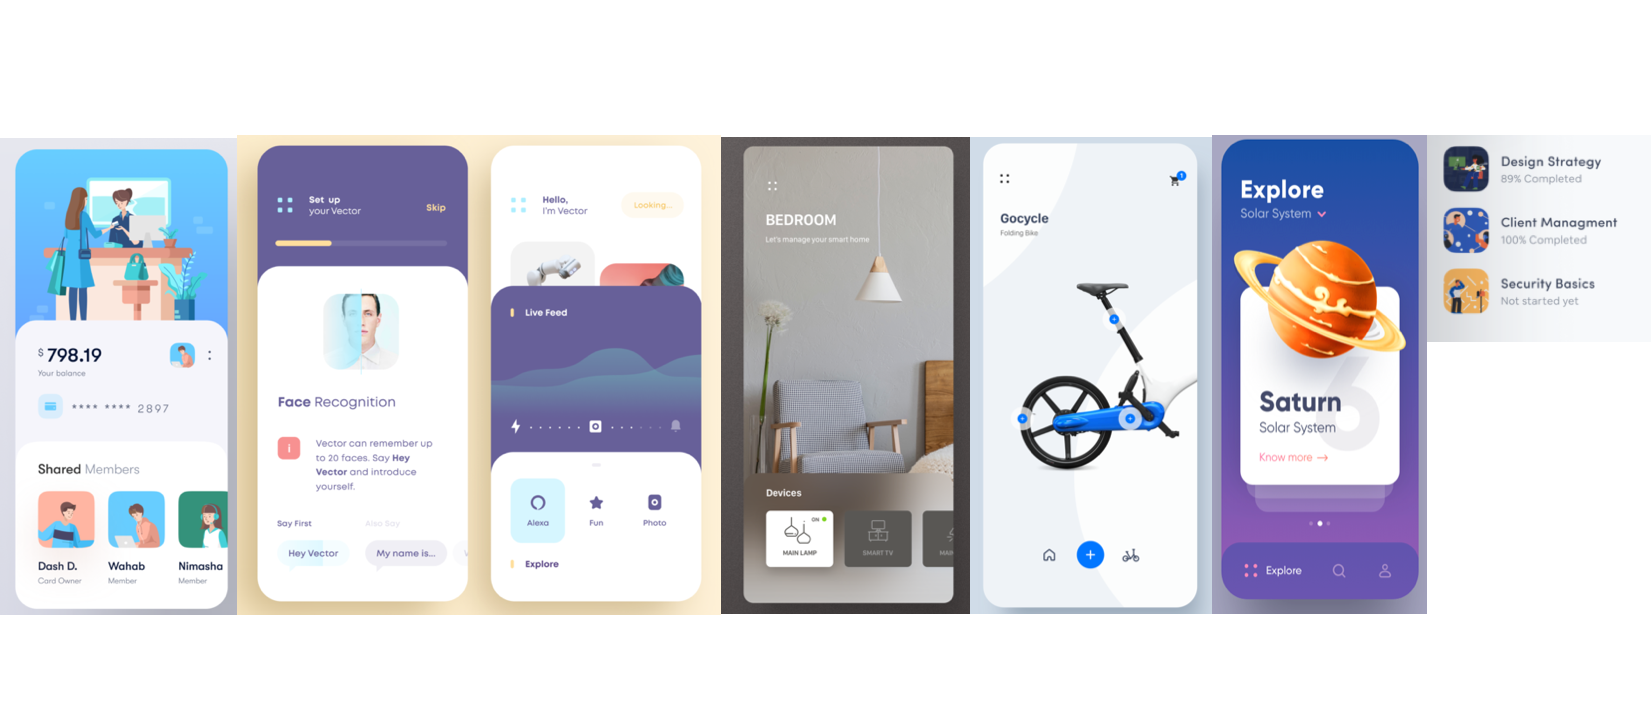 $ 798.19
Your balance
**** **** 2897
Shared Members
Dash D.
Card Owner
Wahab
Member
Nimasha
Member
Set up
your Vector
Skip
Face Recognition
i
Vector can remember up
to 20 faces. Say Hey
Vector and introduce
yourself.
Say First
Also Say
Hey Vector
My name is...
Hello,
I'm Vector
Looking...
Live Feed
Alexa
Fun
Photo
Explore
BEDROOM
Let's manage your smart home
Devices
ON
MAIN LAMP
SMART TV
Gocycle
Folding Bike
1
Explore
Solar System
6
Saturn
Solar System
Know more →
Explore
Design Strategy
89% Completed
Client Managment
100% Completed
Security Basics
Not started yet